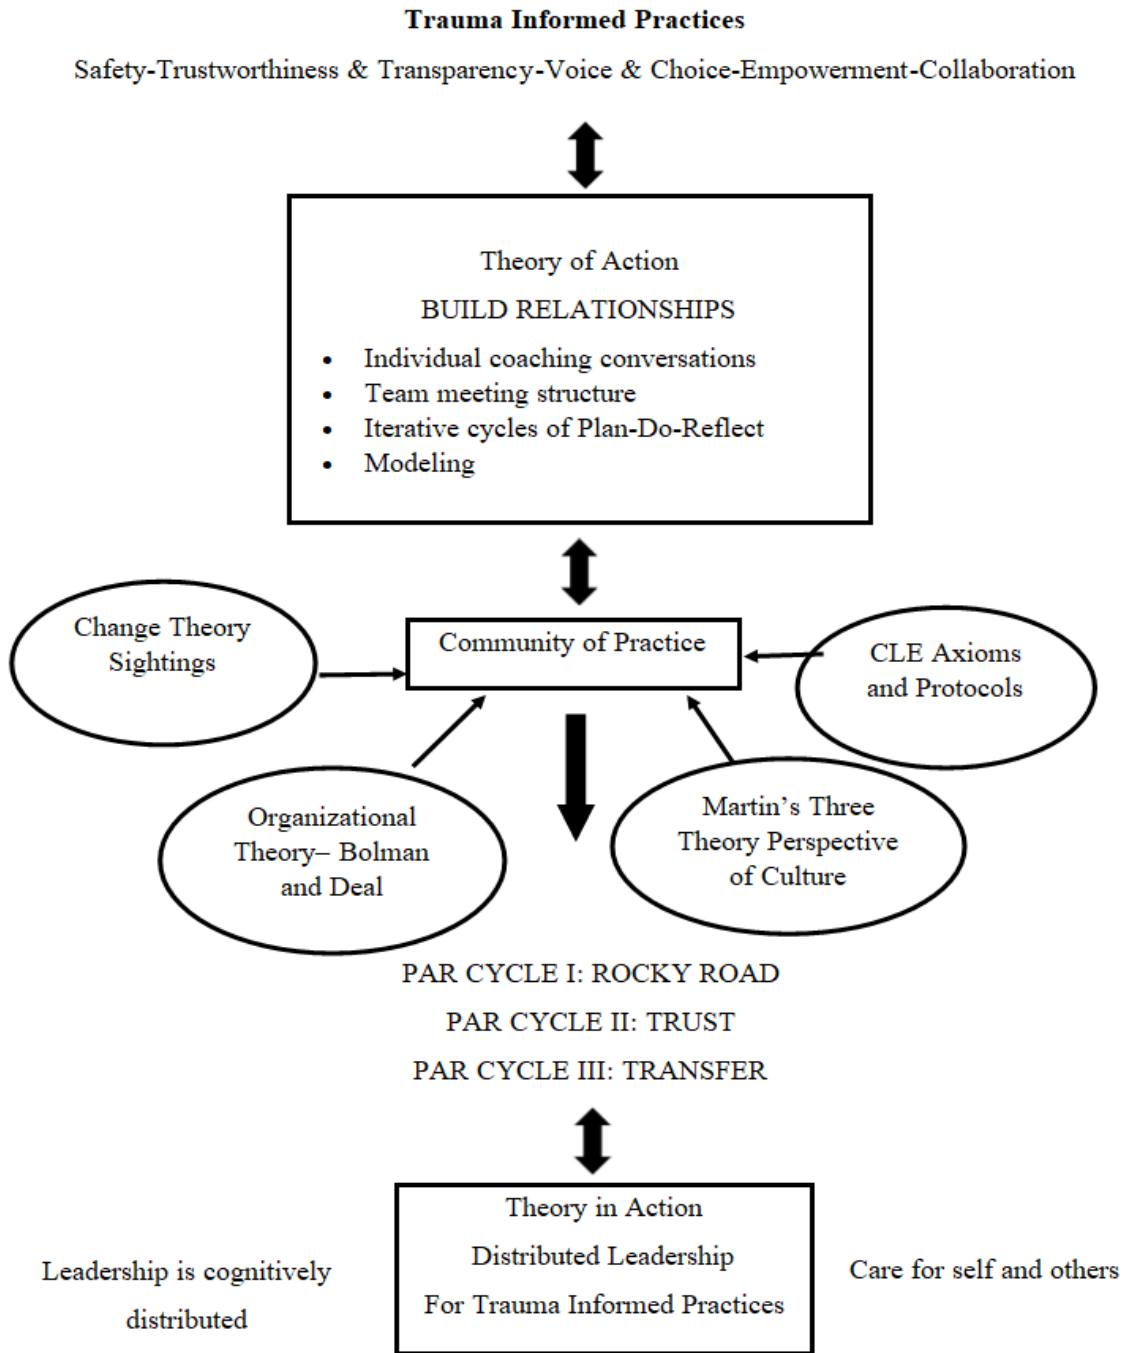 Trauma Informed Practices
Safety-Trustworthiness & Transparency-Voice & Choice-Empowerment-Collaboration
Theory of Action
BUILD RELATIONSHIPS
• Individual coaching conversations
• Team meeting structure
• Iterative cycles of Plan-Do-Reflect
• Modeling
Change Theory
Sightings
Community of Practice
CLE Axioms
and Protocols
Organizational
Theory– Bolman
and Deal
Martin’s Three
Theory Perspective
of Culture
PAR CYCLE I: ROCKY ROAD
PAR CYCLE II: TRUST
PAR CYCLE III: TRANSFER
Leadership is cognitively
distributed
Theory in Action
Distributed Leadership
For Trauma Informed Practices
Care for self and others